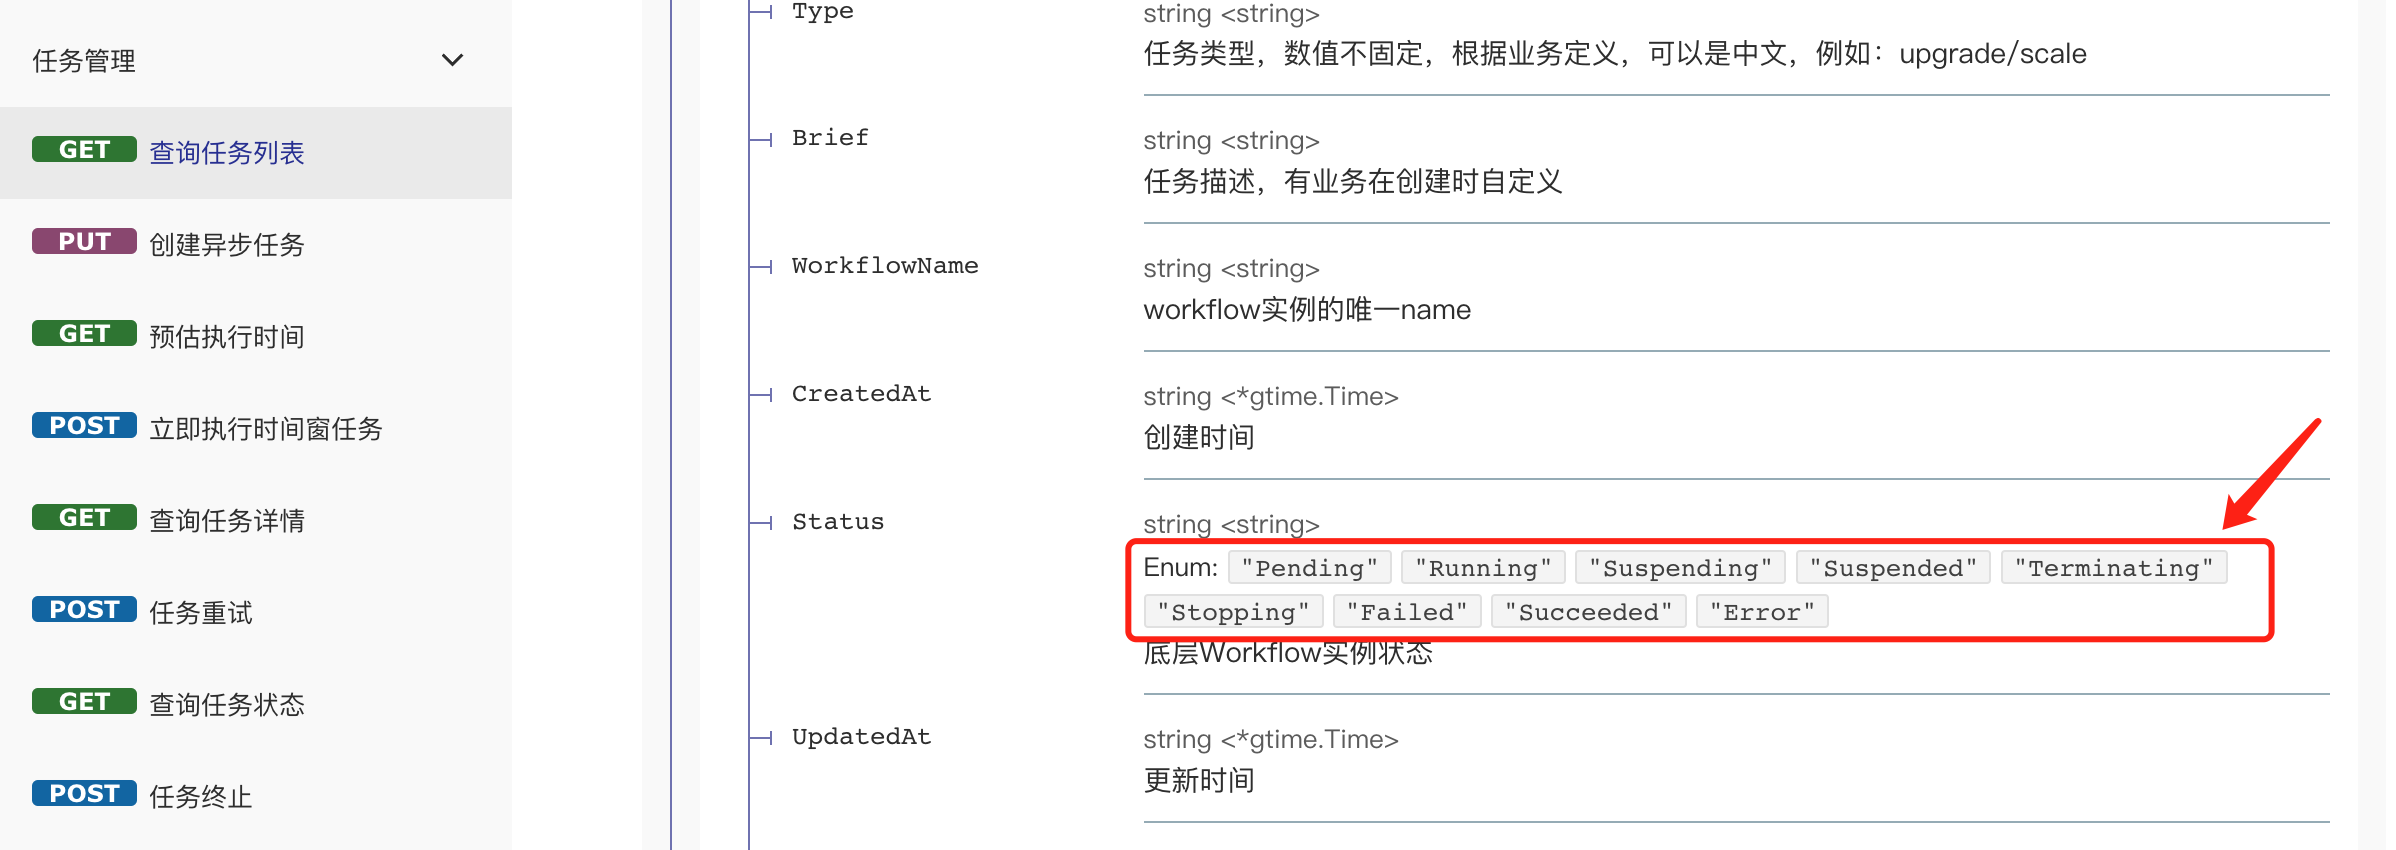 任务管理
GET 查询任务列表
PUT 创建异步任务
GET 预估执行时间
POST 立即执行时间窗任务
GET 查询任务详情
POST 任务重试
GET 查询任务状态
POST 任务终止
Type string <string>
任务类型，数值不固定，根据业务定义，可以是中文，例如：upgrade/scale
Brief string <string>
任务描述，有业务在创建时自定义
WorkflowName string <string>
workflow实例的唯一name
CreatedAt string <*gtime.Time>
创建时间
Status string <string>
Enum: "Pending" "Running" "Suspending" "Suspended" "Terminating"
"Stopping" "Failed" "Succeeded" "Error"
底层Workflow实例状态
UpdatedAt string <*gtime.Time>
更新时间